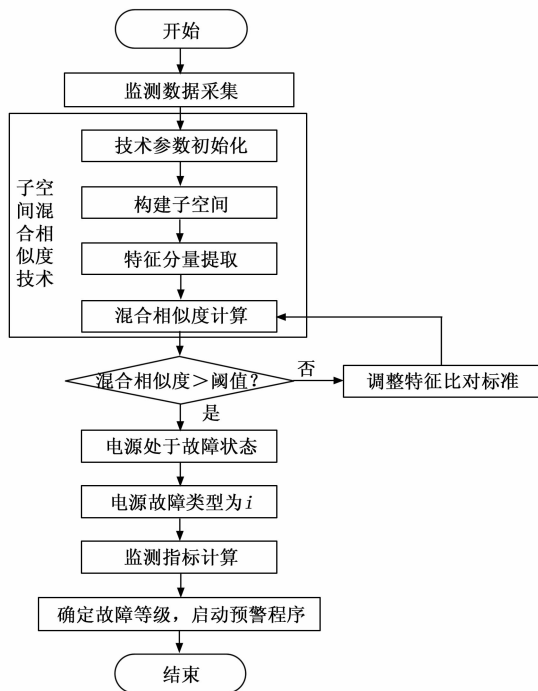 开始
监测数据采集
子空
间混
合相
似度
技术
技术参数初始化
构建子空间
特征分量提取
混合相似度计算
混合相似度＞阈值？
否
调整特征比对标准
是
电源处于故障状态
电源故障类型为i
监测指标计算
确定故障等级，启动预警程序
结束